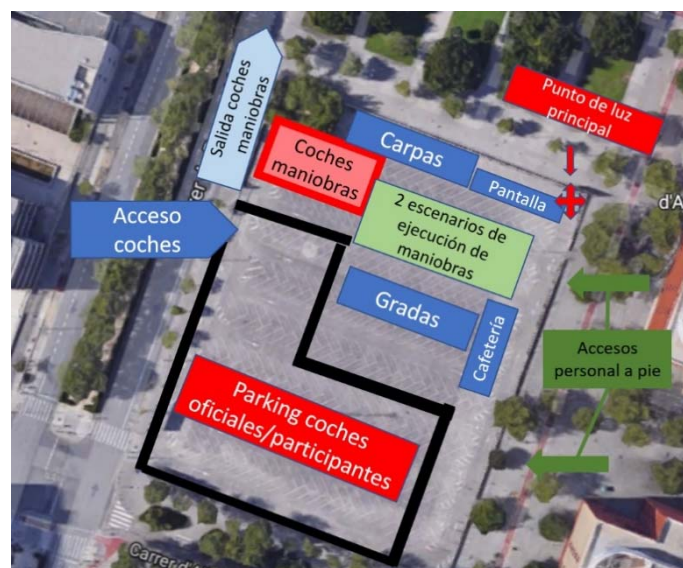 Salida coches
maniobras
Punto de luz
principal
Coches
maniobras
Carpas
Pantalla
d'A
Acceso
coches
2 escenarios de
ejecución de
maniobras
Gradas
Cafetería
Accesos
personal a pie
Parking coches
oficiales/participantes
Carrer d'A